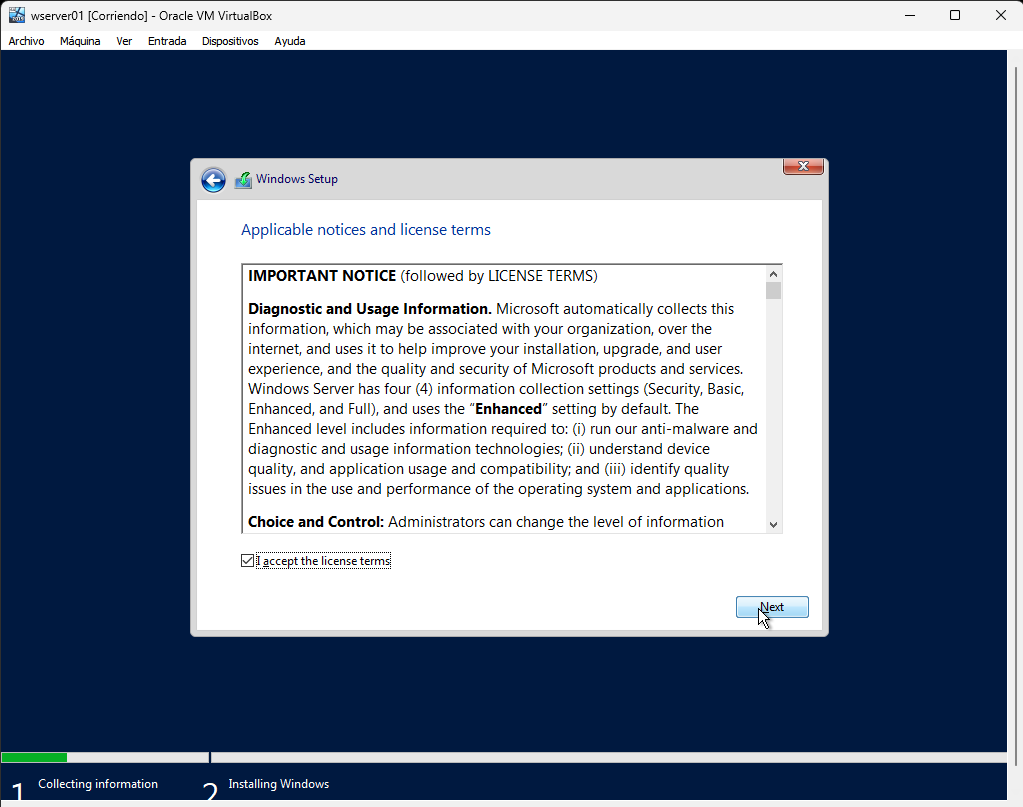 wserver01 [Corriendo] - Oracle VM VirtualBox
Archivo Máquina Ver Entrada Dispositivos Ayuda
Windows Setup
Applicable notices and license terms
IMPORTANT NOTICE (followed by LICENSE TERMS)
Diagnostic and Usage Information. Microsoft automatically collects this
information, which may be associated with your organization, over the
internet, and uses it to help improve your installation, upgrade, and user
experience, and the quality and security of Microsoft products and services.
Windows Server has four (4) information collection settings (Security, Basic,
Enhanced, and Full), and uses the “Enhanced” setting by default. The
Enhanced level includes information required to: (i) run our anti-malware and
diagnostic and usage information technologies; (ii) understand device
quality, and application usage and compatibility; and (iii) identify quality
issues in the use and performance of the operating system and applications.
Choice and Control: Administrators can change the level of information
I accept the license terms
Next
1 Collecting information 2 Installing Windows